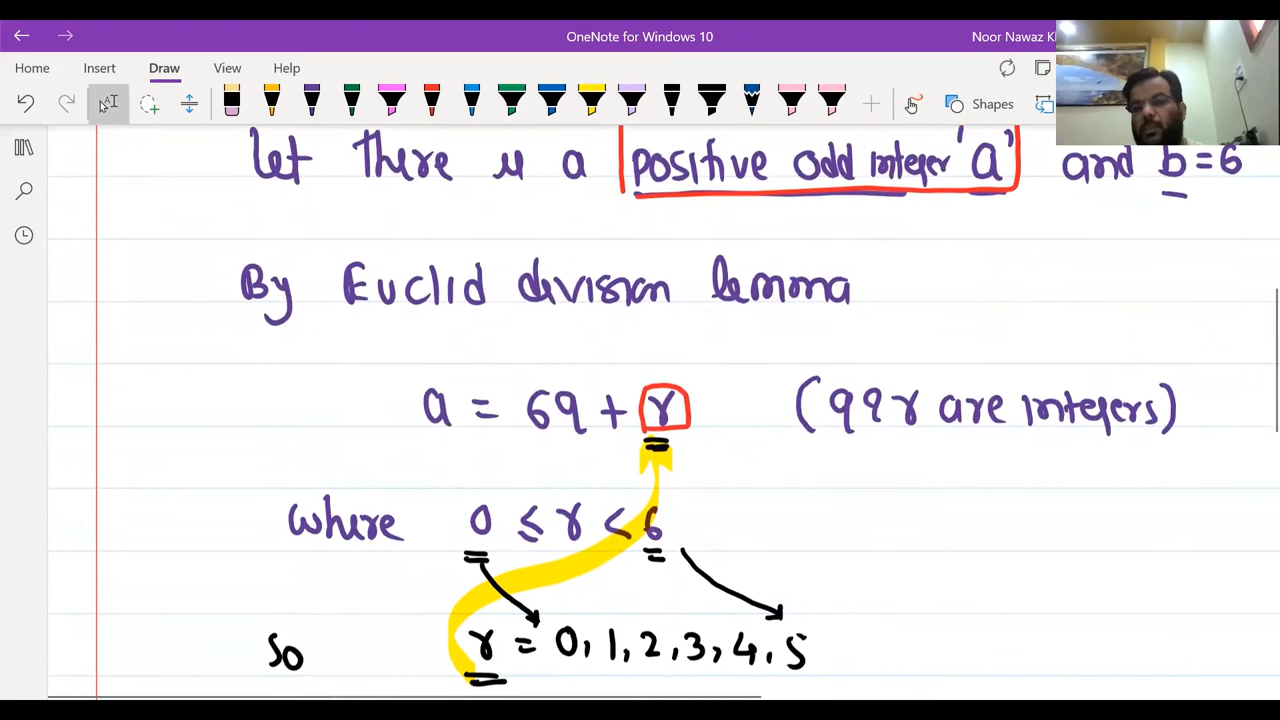 OneNote for Windows 10
Noor Nawaz Kh
Home Insert Draw View Help
Shapes
let there is a positive odd integer 'a' and b = 6
By Euclid division lemma
a = 6q + r (q & r are integers)
where 0 ≤ r < 6
so r = 0, 1, 2, 3, 4, 5